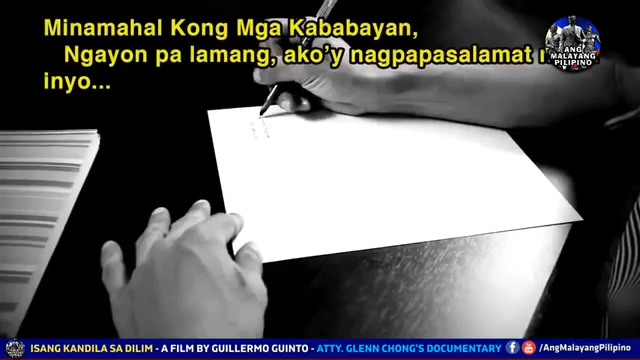 Minamahal Kong Mga Kababayan,
Ngayon pa lamang, ako'y nagpapasalamat
inyo...
ANG
MALAYANG
PILIPINO
ISANG KANDILA SA DILIM - A FILM BY GUILLERMO GUINTO - ATTY. GLENN CHONG'S DOCUMENTARY
/AngMalayangPilipino